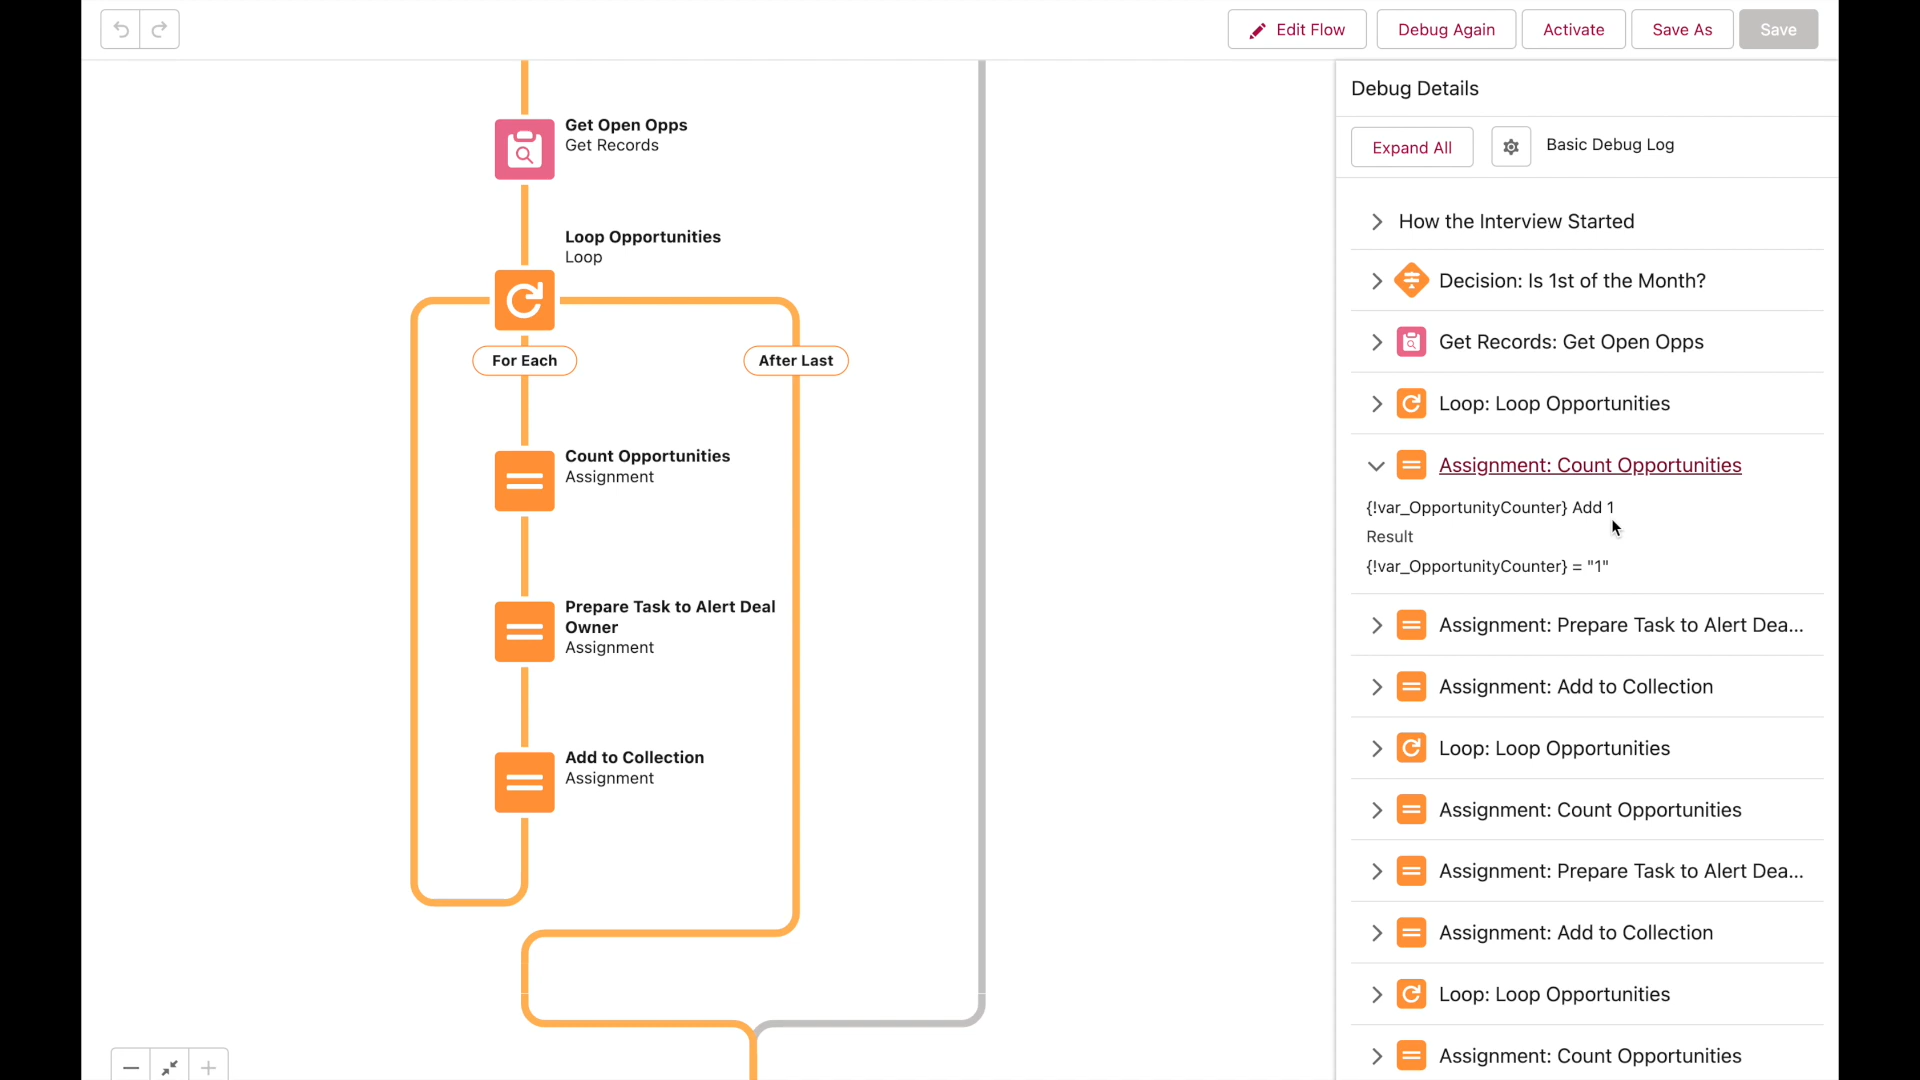 Edit Flow
Debug Again
Activate
Save As
Save
Get Open Opps
Get Records
Loop Opportunities
Loop
For Each
After Last
Count Opportunities
Assignment
Prepare Task to Alert Deal
Owner
Assignment
Add to Collection
Assignment
Debug Details
Expand All
Basic Debug Log
How the Interview Started
Decision: Is 1st of the Month?
Get Records: Get Open Opps
Loop: Loop Opportunities
Assignment: Count Opportunities
{!var_OpportunityCounter} Add 1
Result
{!var_OpportunityCounter} = "1"
Assignment: Prepare Task to Alert Dea...
Assignment: Add to Collection
Loop: Loop Opportunities
Assignment: Count Opportunities
Assignment: Prepare Task to Alert Dea...
Assignment: Add to Collection
Loop: Loop Opportunities
Assignment: Count Opportunities